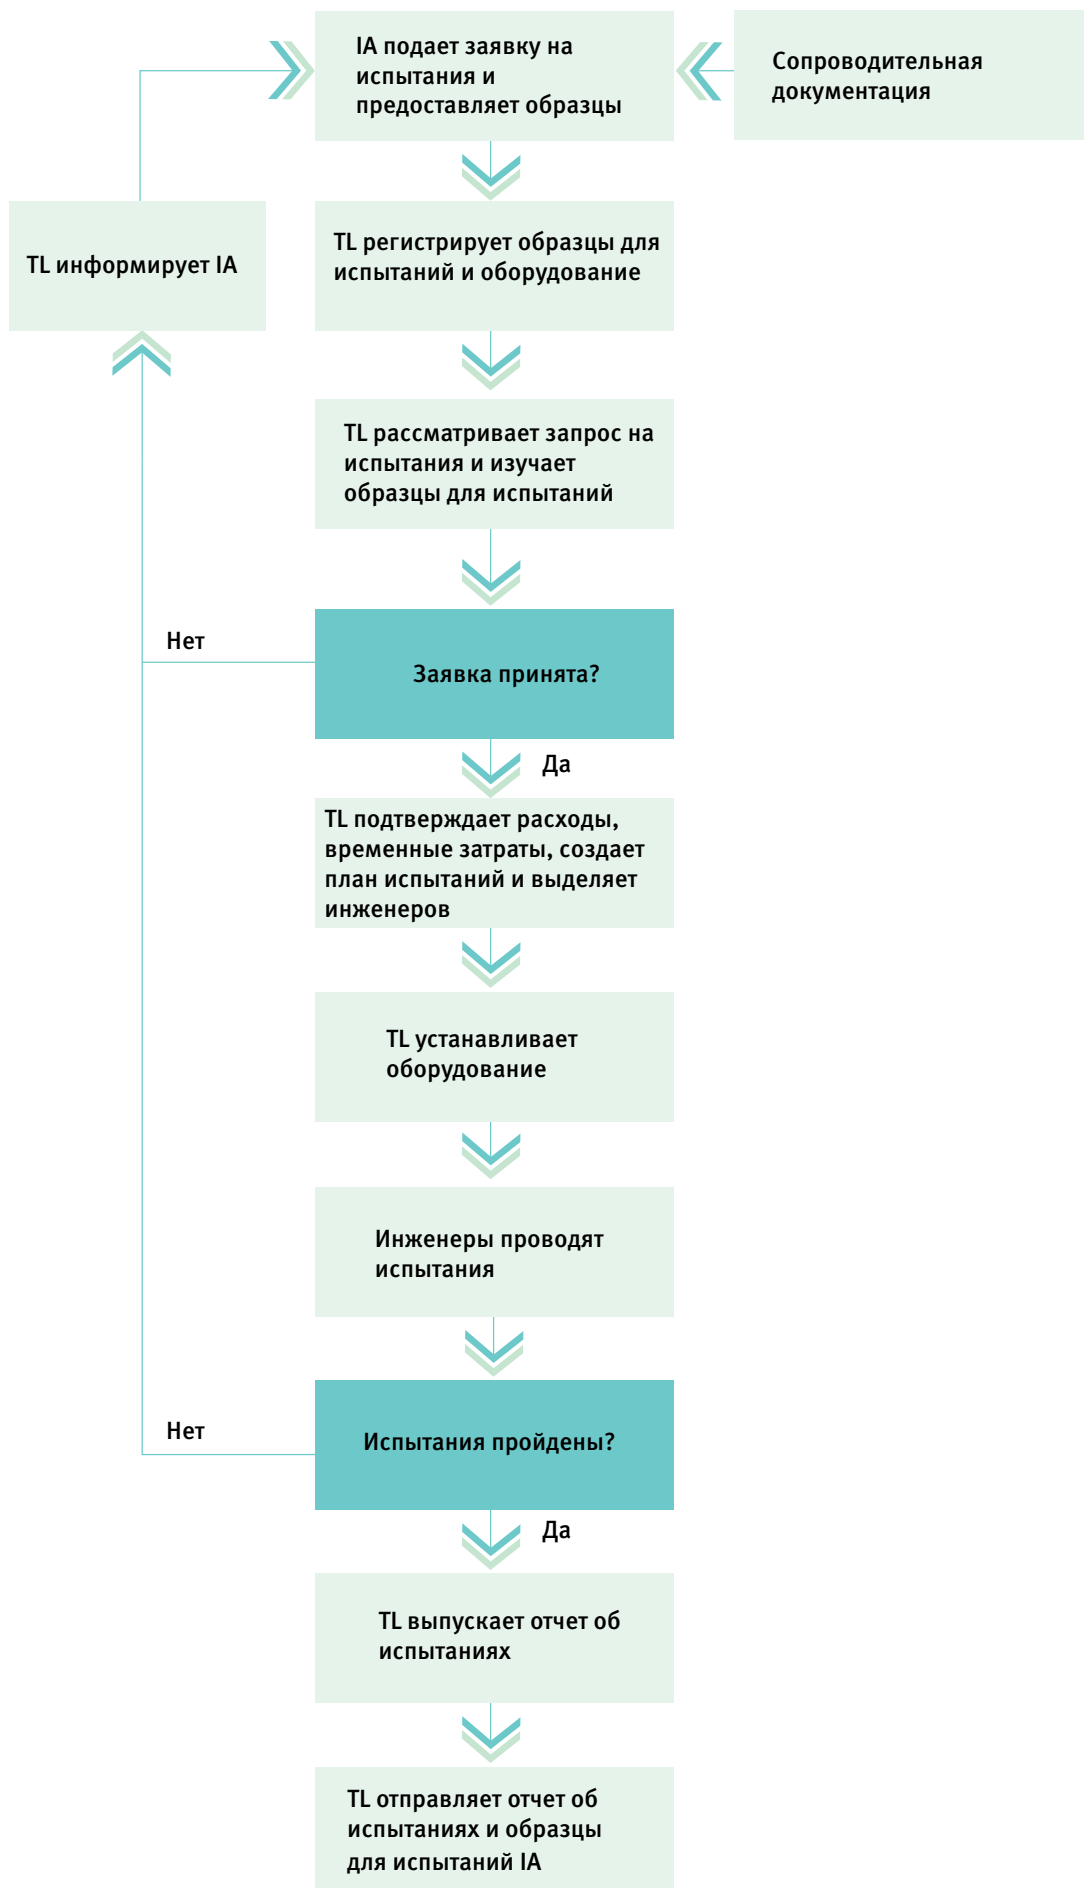 IA подает заявку на
испытания и
предоставляет образцы
Сопроводительная
документация
TL информирует IA
TL регистрирует образцы для
испытаний и оборудование
TL рассматривает запрос на
испытания и изучает
образцы для испытаний
Нет
Заявка принята?
Да
TL подтверждает расходы,
временные затраты, создает
план испытаний и выделяет
инженеров
TL устанавливает
оборудование
Инженеры проводят
испытания
Нет
Испытания пройдены?
Да
TL выпускает отчет об
испытаниях
TL отправляет отчет об
испытаниях и образцы
для испытаний IA